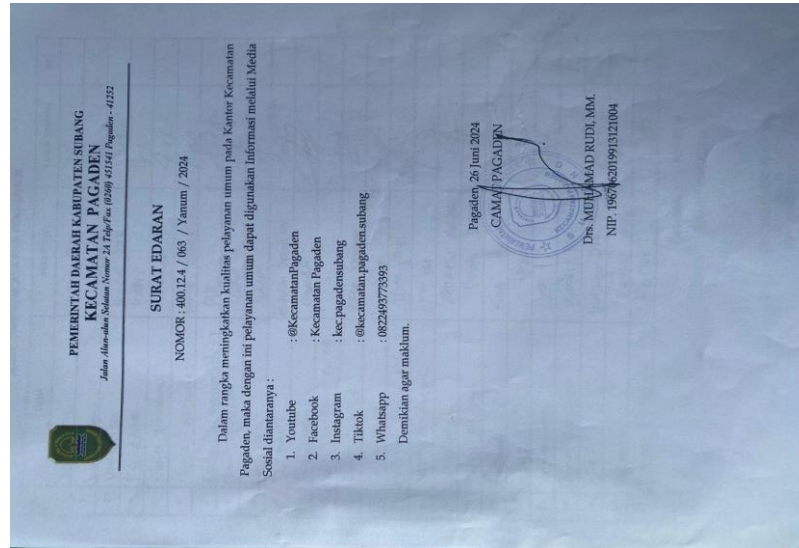 PEMERINTAH DAERAH KABUPATEN SUBANG
KECAMATAN PAGADEN
Jalan Alun-alun Selatan Nomor 2A Telp/Fax (0260) 451541 Pagaden - 41252
SURAT EDARAN
NOMOR : 400.12.4 / 063 / Yanum / 2024
Dalam rangka meningkatkan kualitas pelayanan umum pada Kantor Kecamatan
Pagaden, maka dengan ini pelayanan umum dapat digunakan Informasi melalui Media
Sosial diantaranya :
1. Youtube : @KecamatanPagaden
2. Facebook : Kecamatan Pagaden
3. Instagram : kec.pagadensubang
4. Tiktok : @kecamatan.pagaden.subang
5. Whatsapp : 0822493773393
Demikian agar maklum.
Pagaden, 26 Juni 2024
CAMAT PAGADEN
Drs. MUHAMAD RUDI, MM.
NIP. 1967062019913121004